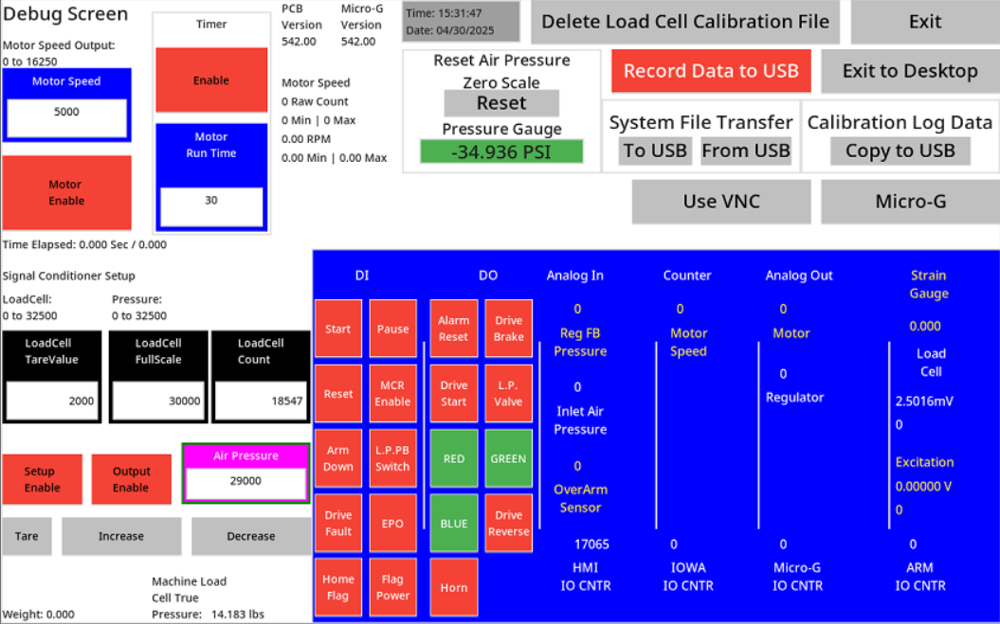 Debug Screen
Motor Speed Output:
0 to 16250
Motor Speed
5000
Motor
Enable
Time Elapsed: 0.000 Sec / 0.000
Timer
Enable
Motor
Run Time
30
PCB
Version
542.00
Micro-G
Version
542.00
Motor Speed
0 Raw Count
0 Min | 0 Max
0.00 RPM
0.00 Min | 0.00 Max
Time: 15:31:47
Date: 04/30/2025
Delete Load Cell Calibration File
Exit
Reset Air Pressure
Zero Scale
Reset
Pressure Gauge
-34.936 PSI
Record Data to USB
Exit to Desktop
System File Transfer
To USB
From USB
Calibration Log Data
Copy to USB
Use VNC
Micro-G
Signal Conditioner Setup
LoadCell:
0 to 32500
Pressure:
0 to 32500
LoadCell
TareValue
2000
LoadCell
FullScale
30000
LoadCell
Count
18547
Setup
Enable
Output
Enable
Air Pressure
29000
Tare
Increase
Decrease
Weight: 0.000
Machine Load
Cell True
Pressure: 14.183 lbs
DI
Start
Pause
Reset
MCR
Enable
Arm
Down
L.P.PB
Switch
Drive
Fault
EPO
Home
Flag
Flag
Power
DO
Alarm
Reset
Drive
Brake
Drive
Start
L.P.
Valve
RED
GREEN
BLUE
Drive
Reverse
Horn
Analog In
0
Reg FB
Pressure
0
Inlet Air
Pressure
0
OverArm
Sensor
17065
HMI
IO CNTR
Counter
0
Motor
Speed
0
IOWA
IO CNTR
Analog Out
0
Motor
0
Regulator
0
Micro-G
IO CNTR
Strain
Gauge
0.000
Load
Cell
2.5016mV
0
Excitation
0.00000 V
0
0
ARM
IO CNTR